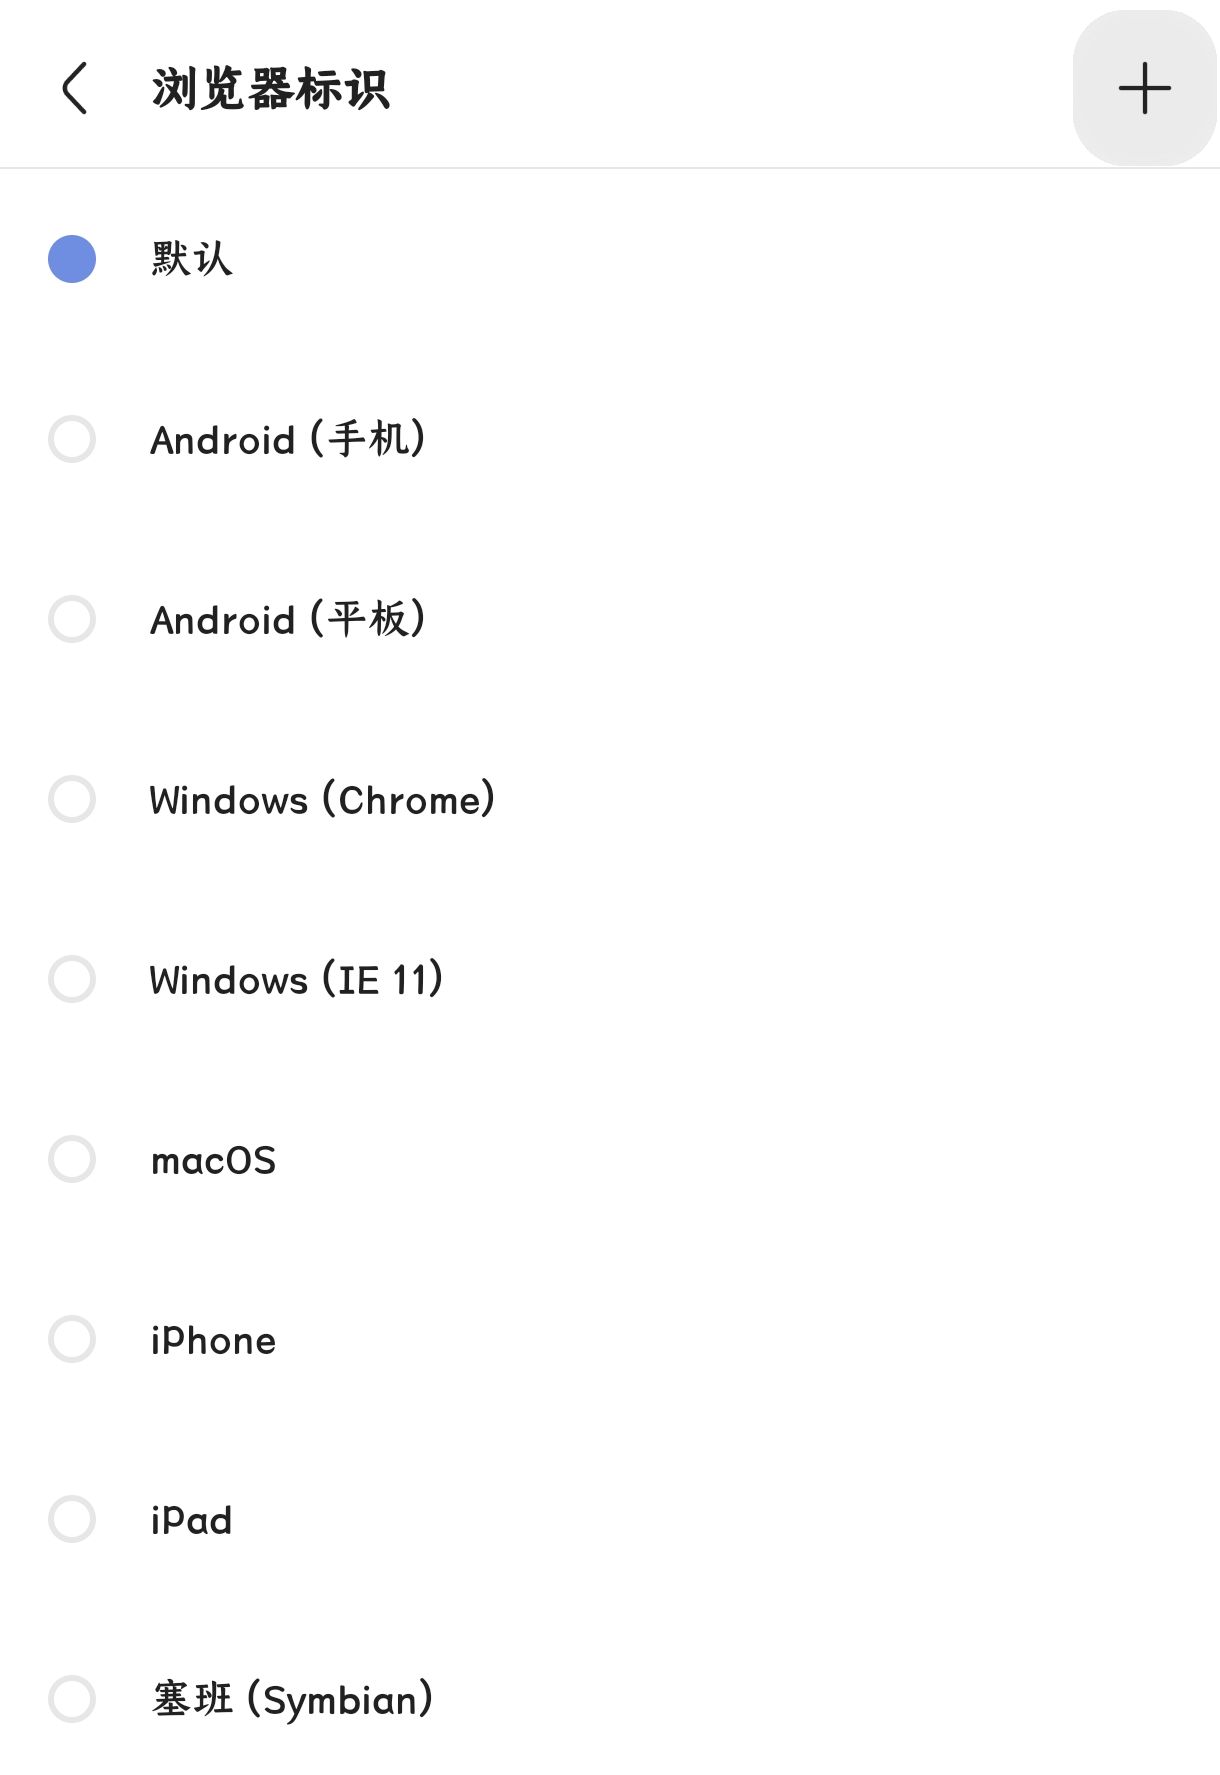 浏览器标识
默认
Android (手机)
Android (平板)
Windows (Chrome)
Windows (IE 11)
macOS
iPhone
iPad
塞班 (Symbian)